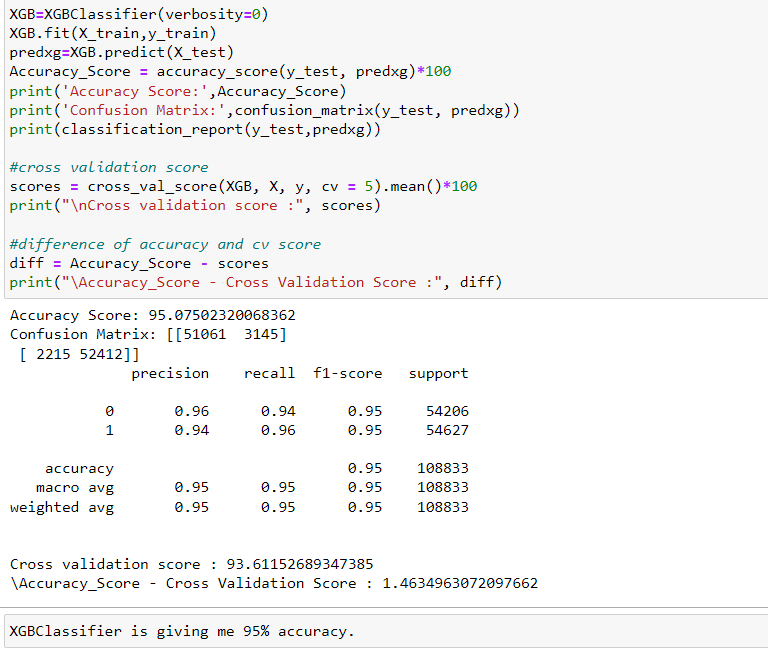 XGB=XGBClassifier(verbosity=0)
XGB.fit(X_train,y_train)
predxg=XGB.predict(X_test)
Accuracy_Score = accuracy_score(y_test, predxg)*100
print('Accuracy Score:',Accuracy_Score)
print('Confusion Matrix:',confusion_matrix(y_test, predxg))
print(classification_report(y_test,predxg))

#cross validation score
scores = cross_val_score(XGB, X, y, cv = 5).mean()*100
print("\nCross validation score :", scores)

#difference of accuracy and cv score
diff = Accuracy_Score - scores
print("\Accuracy_Score - Cross Validation Score :", diff)

Accuracy Score: 95.07502320068362
Confusion Matrix: [[51061  3145]
 [ 2215 52412]]
              precision    recall  f1-score   support

           0       0.96      0.94      0.95     54206
           1       0.94      0.96      0.95     54627

    accuracy                           0.95    108833
   macro avg       0.95      0.95      0.95    108833
weighted avg       0.95      0.95      0.95    108833

Cross validation score : 93.61152689347385
\Accuracy_Score - Cross Validation Score : 1.4634963072097662

XGBClassifier is giving me 95% accuracy.